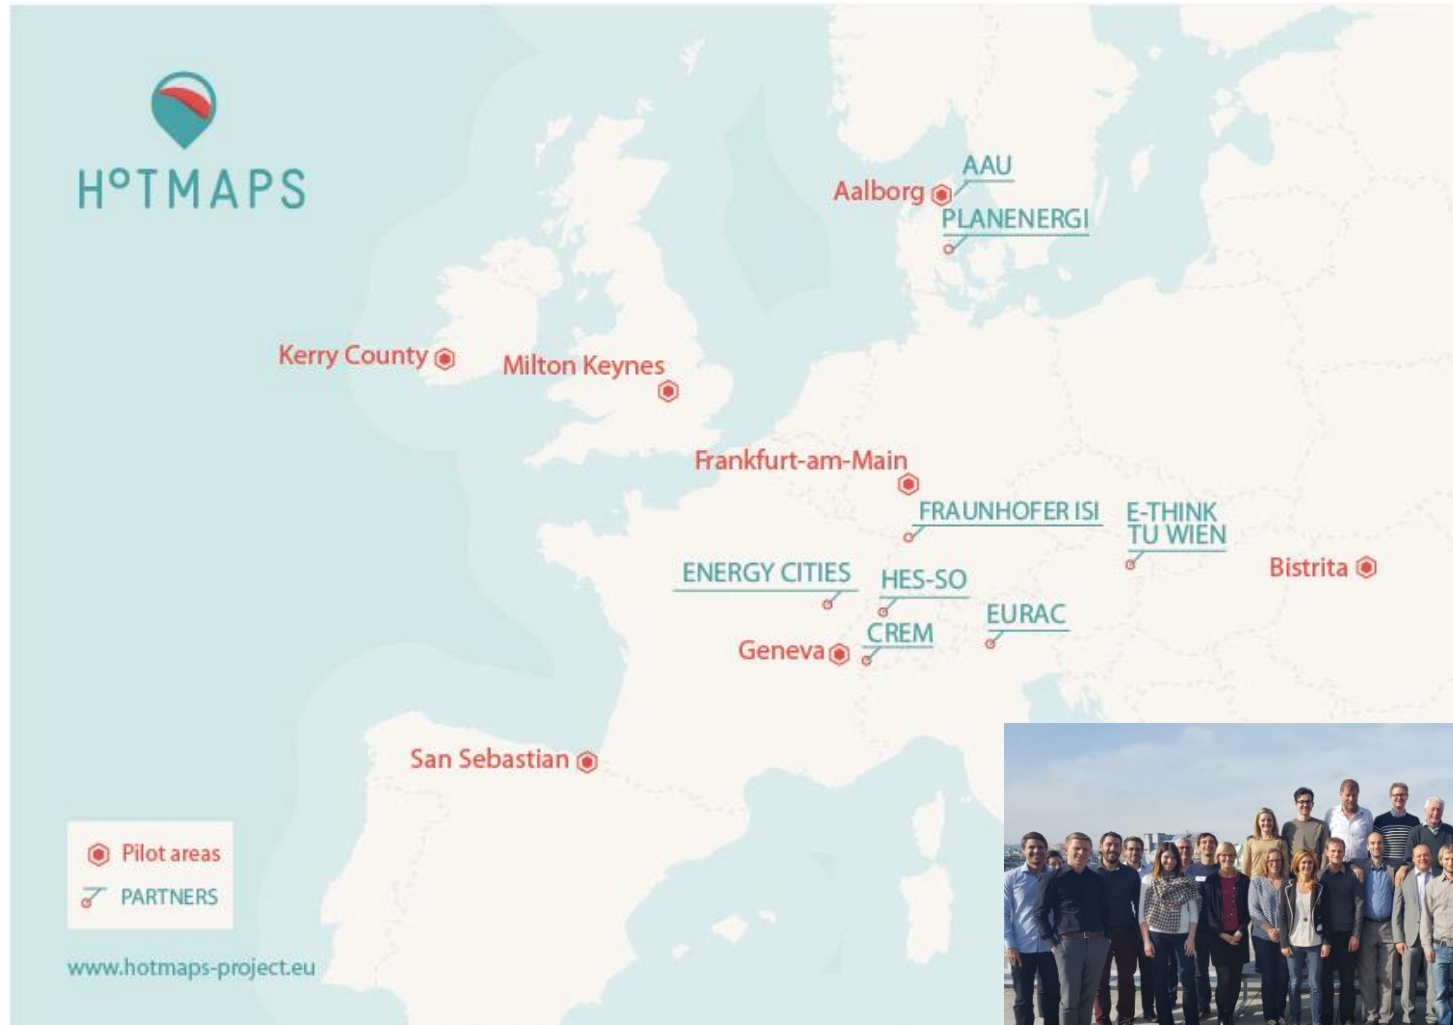 HOTMAPS
AAU
Aalborg
PLANENERGI
Kerry County
Milton Keynes
Frankfurt-am-Main
FRAUNHOFER ISI
E-THINK
TU WIEN
Bistrita
ENERGY CITIES
HES-SO
EURAC
CREM
Geneva
San Sebastian
Pilot areas
PARTNERS
www.hotmaps-project.eu